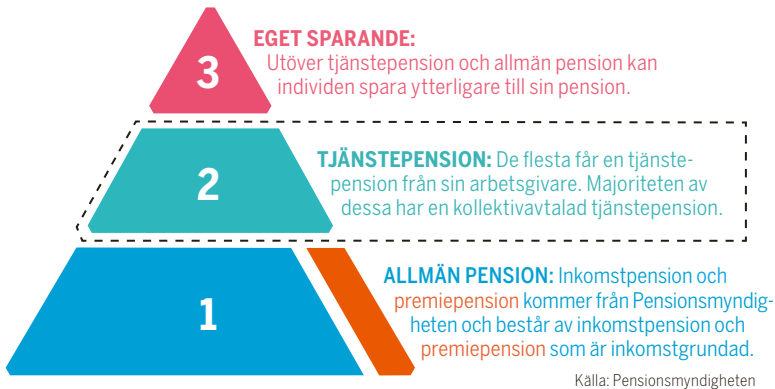 3
EGET SPARANDE:
Utöver tjänstepension och allmän pension kan
individen spara ytterligare till sin pension.
2
TJÄNSTEPENSION: De flesta får en tjänste-
pension från sin arbetsgivare. Majoriteten av
dessa har en kollektivavtalad tjänstepension.
1
ALLMÄN PENSION: Inkomstpension och
premiepension kommer från Pensionsmyndig-
heten och består av inkomstpension och
premiepension som är inkomstgrundad.
Källa: Pensionsmyndigheten